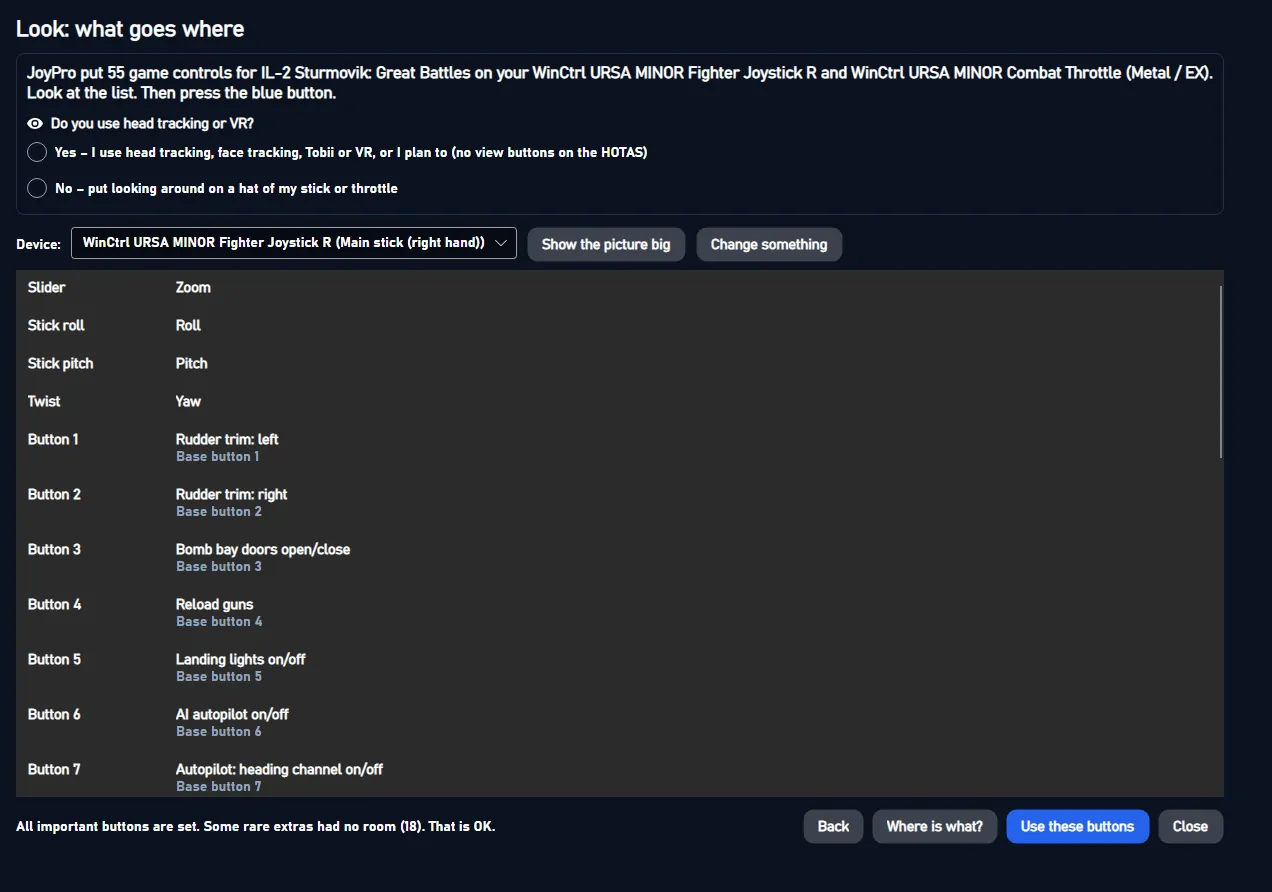 Look: what goes where
JoyPro put 55 game controls for IL-2 Sturmovik: Great Battles on your WinCtrl URSA MINOR Fighter Joystick R and WinCtrl URSA MINOR Combat Throttle (Metal / EX).
Look at the list. Then press the blue button.
Do you use head tracking or VR?
Yes – I use head tracking, face tracking, Tobii or VR, or I plan to (no view buttons on the HOTAS)
No – put looking around on a hat of my stick or throttle
Device: WinCtrl URSA MINOR Fighter Joystick R (Main stick (right hand)) Show the picture big Change something
Slider Zoom
Stick roll Roll
Stick pitch Pitch
Twist Yaw
Button 1 Rudder trim: left
Base button 1
Button 2 Rudder trim: right
Base button 2
Button 3 Bomb bay doors open/close
Base button 3
Button 4 Reload guns
Base button 4
Button 5 Landing lights on/off
Base button 5
Button 6 AI autopilot on/off
Base button 6
Button 7 Autopilot: heading channel on/off
Base button 7
All important buttons are set. Some rare extras had no room (18). That is OK. Back Where is what? Use these buttons Close